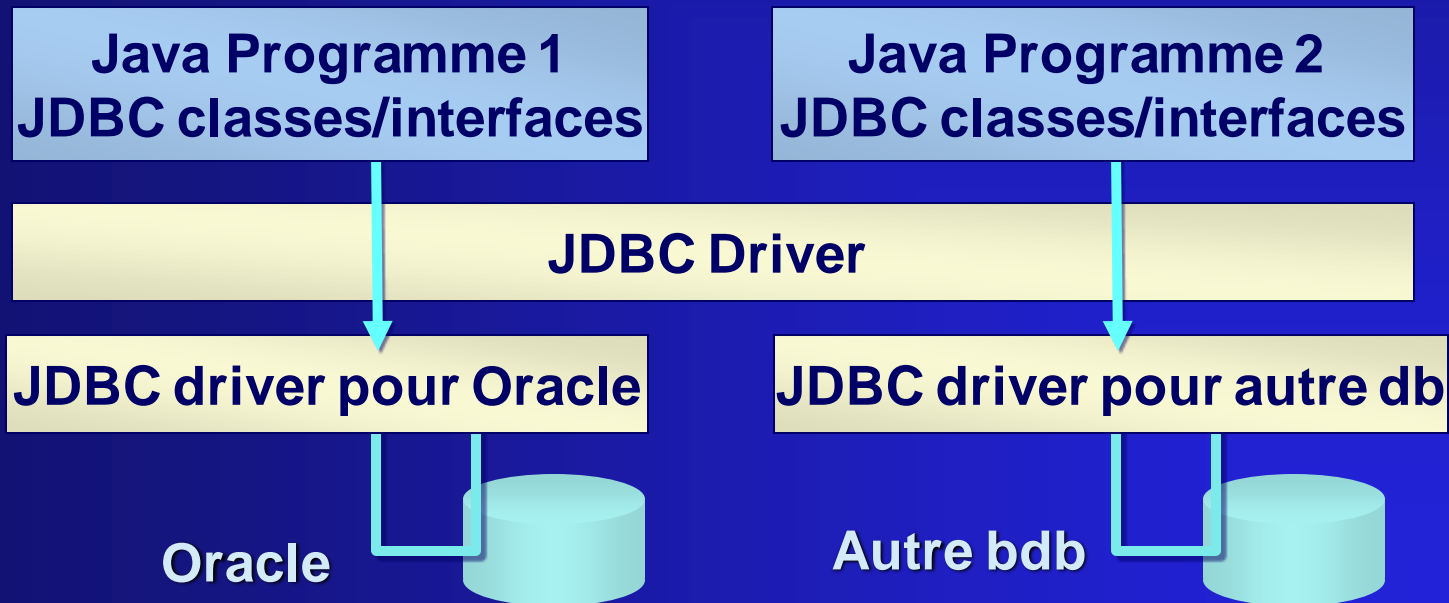 Java Programme 1
JDBC classes/interfaces
Java Programme 2
JDBC classes/interfaces
JDBC Driver
JDBC driver pour Oracle
JDBC driver pour autre db
Oracle
Autre bdb